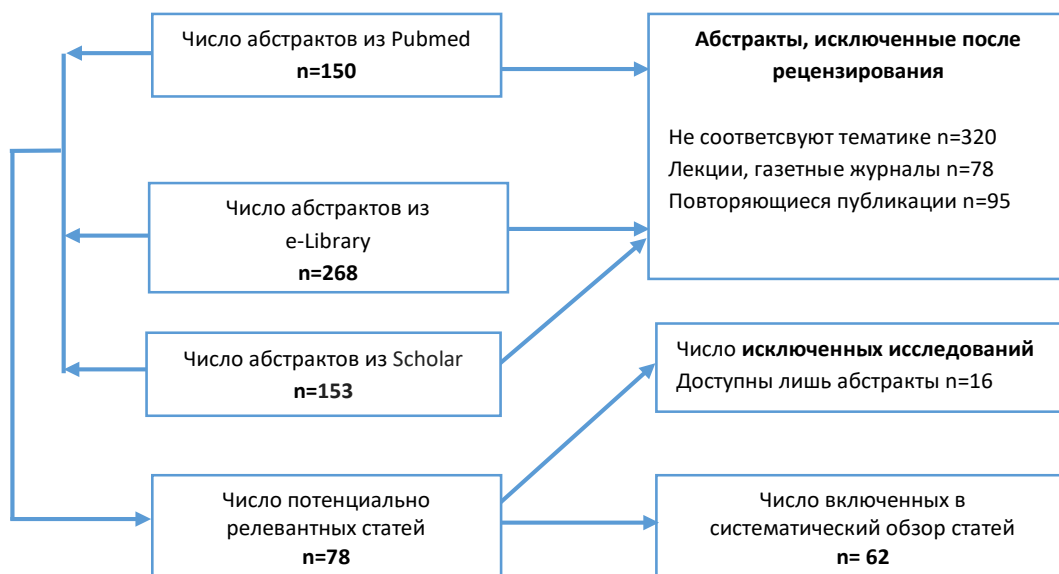 Число абстрактов из Pubmed
n=150
Абстракты, исключенные после
рецензирования
Не соответсвуют тематике n=320
Лекции, газетные журналы n=78
Повторяющиеся публикации n=95
Число абстрактов из
e-Library
n=268
Число абстрактов из Scholar
n=153
Число исключенных исследований
Доступны лишь абстракты n=16
Число потенциально
релевантных статей
n=78
Число включенных в
систематический обзор статей
n= 62